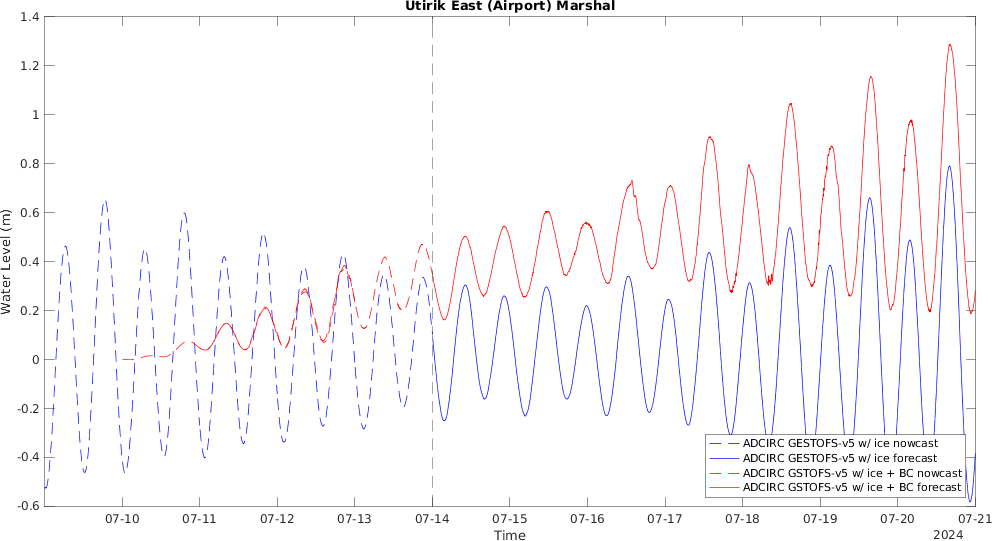 Utirik East (Airport) Marshal
Water Level (m)
1.4
1.2
1
0.8
0.6
0.4
0.2
0
-0.2
-0.4
-0.6
ADCIRC GESTOFS-v5 w/ ice nowcast
ADCIRC GESTOFS-v5 w/ ice forecast
ADCIRC GSTOFS-v5 w/ ice + BC nowcast
ADCIRC GSTOFS-v5 w/ ice + BC forecast
07-10 07-11 07-12 07-13 07-14 07-15 07-16 07-17 07-18 07-19 07-20 07-21
Time
2024